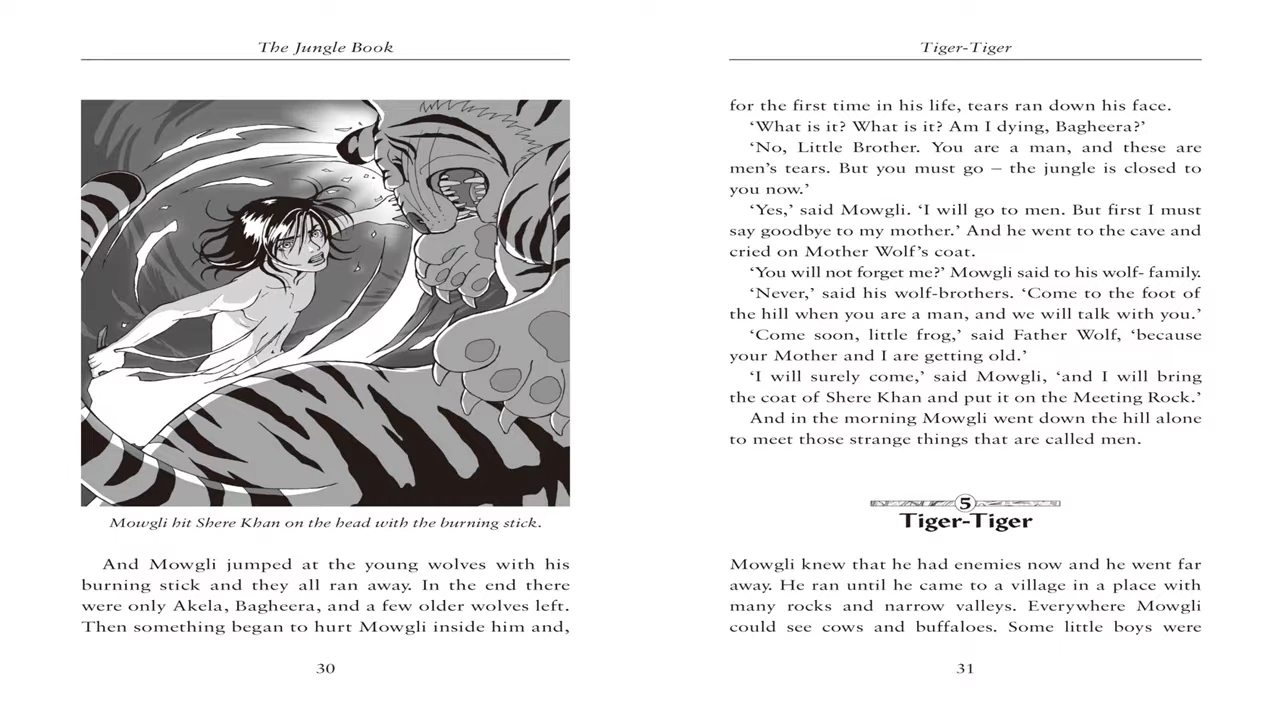 The Jungle Book
Mowgli hit Shere Khan on the head with the burning stick.
And Mowgli jumped at the young wolves with his
burning stick and they all ran away. In the end there
were only Akela, Bagheera, and a few older wolves left.
Then something began to hurt Mowgli inside him and,
30
Tiger-Tiger
for the first time in his life, tears ran down his face.
‘What is it? What is it? Am I dying, Bagheera?’
‘No, Little Brother. You are a man, and these are
men’s tears. But you must go – the jungle is closed to
you now.’
‘Yes,’ said Mowgli. ‘I will go to men. But first I must
say goodbye to my mother.’ And he went to the cave and
cried on Mother Wolf’s coat.
‘You will not forget me?’ Mowgli said to his wolf- family.
‘Never,’ said his wolf-brothers. ‘Come to the foot of
the hill when you are a man, and we will talk with you.’
‘Come soon, little frog,’ said Father Wolf, ‘because
your Mother and I are getting old.’
‘I will surely come,’ said Mowgli, ‘and I will bring
the coat of Shere Khan and put it on the Meeting Rock.’
And in the morning Mowgli went down the hill alone
to meet those strange things that are called men.
5
Tiger-Tiger
Mowgli knew that he had enemies now and he went far
away. He ran until he came to a village in a place with
many rocks and narrow valleys. Everywhere Mowgli
could see cows and buffaloes. Some little boys were
31